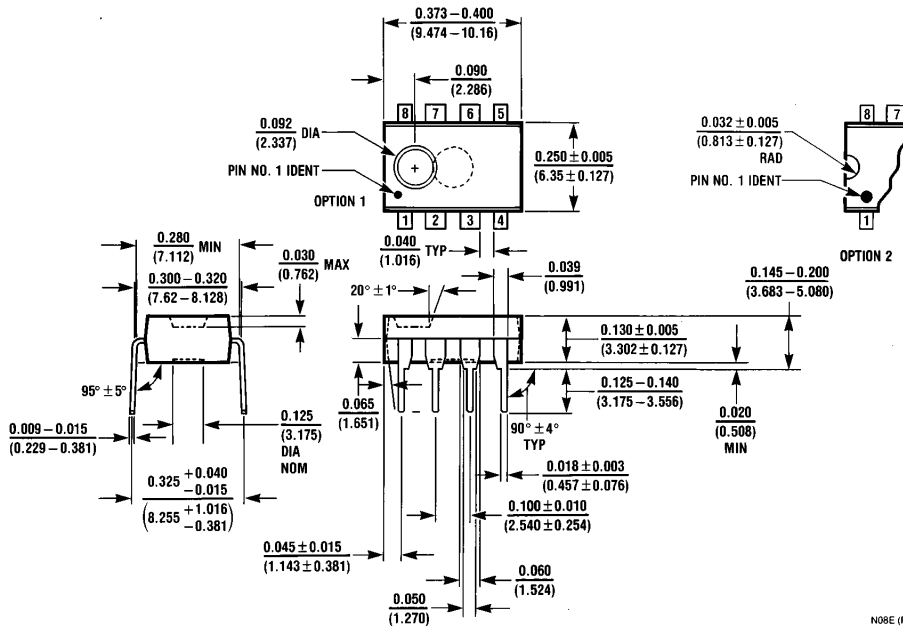 0.373 – 0.400
(9.474 – 10.16)
0.090
(2.286)
8 7 6 5
0.092 DIA
(2.337)
PIN NO. 1 IDENT
OPTION 1
0.250 ± 0.005
(6.35 ± 0.127)
1 2 3 4
0.032 ± 0.005
(0.813 ± 0.127)
RAD
PIN NO. 1 IDENT
8 7
1
OPTION 2
0.280 MIN
(7.112)
0.300 – 0.320
(7.62 – 8.128)
0.030 MAX
(0.762)
0.040 TYP
(1.016)
0.039
(0.991)
20° ± 1°
0.145 – 0.200
(3.683 – 5.080)
0.130 ± 0.005
(3.302 ± 0.127)
0.125 – 0.140
(3.175 – 3.556)
0.020
(0.508)
MIN
95° ± 5°
0.009 – 0.015
(0.229 – 0.381)
0.125
(3.175)
DIA
NOM
0.065
(1.651)
90° ± 4°
TYP
0.018 ± 0.003
(0.457 ± 0.076)
0.325 +0.040
–0.015
(8.255 +1.016
–0.381)
0.100 ± 0.010
(2.540 ± 0.254)
0.045 ± 0.015
(1.143 ± 0.381)
0.060
(1.524)
0.050
(1.270)
N08E